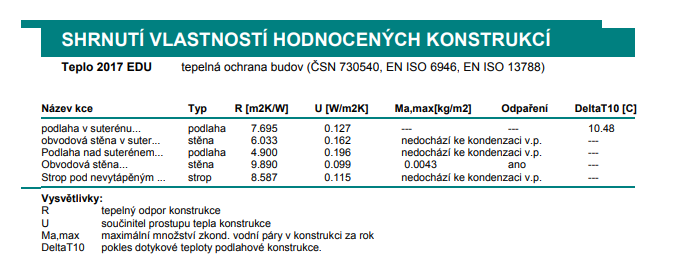 SHRNUTÍ VLASTNOSTÍ HODNOCENÝCH KONSTRUKCÍ
Teplo 2017 EDU tepelná ochrana budov (ČSN 730540, EN ISO 6946, EN ISO 13788)
Název kce Typ R [m2K/W] U [W/m2K] Ma,max[kg/m2] Odpaření DeltaT10 [C]
podlaha v suterénu... podlaha 7.695 0.127 --- --- 10.48
obvodová stěna v suter... stěna 6.033 0.162 nedochází ke kondenzaci v.p. ---
Podlaha nad suterénem... podlaha 4.900 0.196 nedochází ke kondenzaci v.p. ---
Obvodová stěna... stěna 9.890 0.099 0.0043 ano ---
Strop pod nevytápěným ... strop 8.587 0.115 nedochází ke kondenzaci v.p. ---
Vysvětlivky:
R tepelný odpor konstrukce
U součinitel prostupu tepla konstrukce
Ma,max maximální množství zkond. vodní páry v konstrukci za rok
DeltaT10 pokles dotykové teploty podlahové konstrukce.